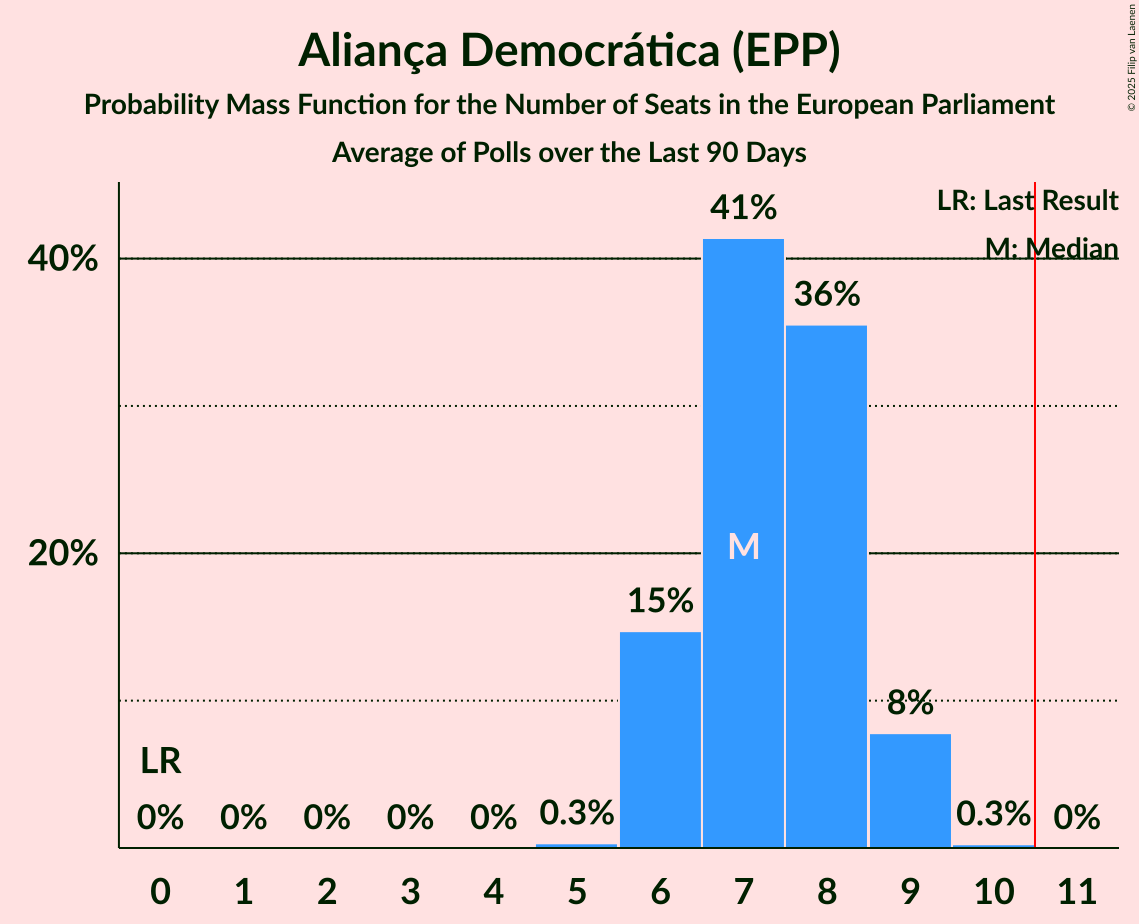 Aliança Democrática (EPP)
Probability Mass Function for the Number of Seats in the European Parliament
Average of Polls over the Last 90 Days
© 2025 Filip van Laenen
LR: Last Result
M: Median
40%
20%
41%
36%
M
15%
8%
LR
0%
0%
0%
0%
0%
0.3%
0.3%
0%
0 1 2 3 4 5 6 7 8 9 10 11